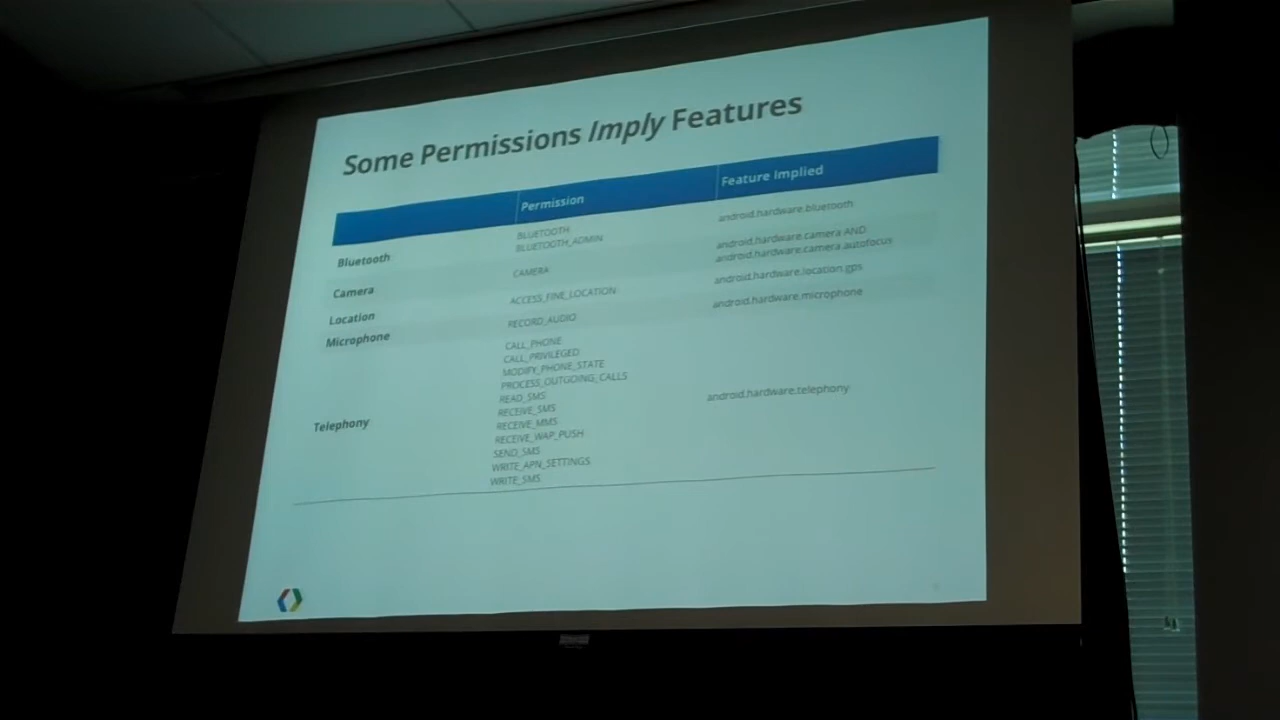 Some Permissions Imply Features
Permission Feature Implied
Bluetooth BLUETOOTH android.hardware.bluetooth
BLUETOOTH_ADMIN
Camera CAMERA android.hardware.camera AND
android.hardware.camera.autofocus
Location ACCESS_FINE_LOCATION android.hardware.location.gps
Microphone RECORD_AUDIO android.hardware.microphone
Telephony CALL_PHONE android.hardware.telephony
CALL_PRIVILEGED
MODIFY_PHONE_STATE
PROCESS_OUTGOING_CALLS
READ_SMS
RECEIVE_SMS
RECEIVE_MMS
RECEIVE_WAP_PUSH
SEND_SMS
WRITE_APN_SETTINGS
WRITE_SMS